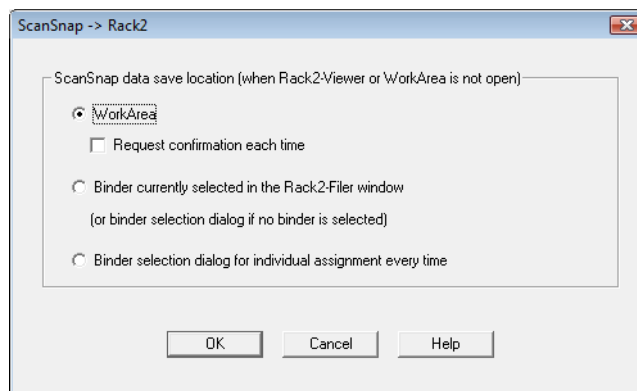 ScanSnap -> Rack2
ScanSnap data save location (when Rack2-Viewer or WorkArea is not open)
WorkArea
Request confirmation each time
Binder currently selected in the Rack2-Filer window
(or binder selection dialog if no binder is selected)
Binder selection dialog for individual assignment every time
OK Cancel Help